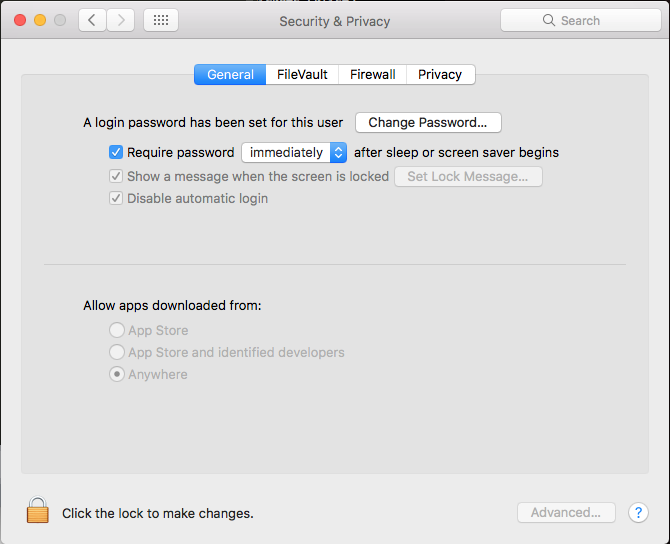 Security & Privacy
Search
General FileVault Firewall Privacy
A login password has been set for this user Change Password...
Require password immediately after sleep or screen saver begins
Show a message when the screen is locked Set Lock Message...
Disable automatic login
Allow apps downloaded from:
App Store
App Store and identified developers
Anywhere
Click the lock to make changes.
Advanced...
?